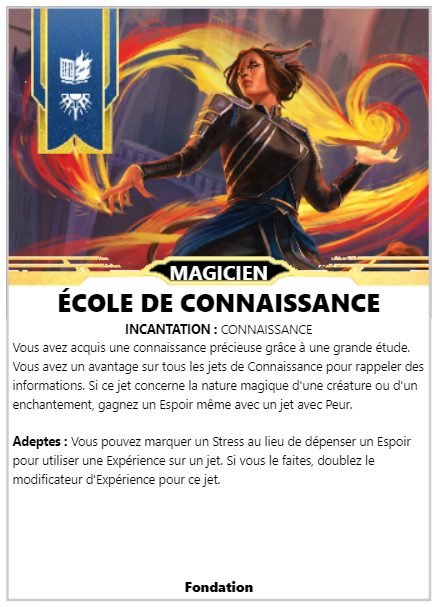 MAGICIEN
ÉCOLE DE CONNAISSANCE
INCANTATION : CONNAISSANCE
Vous avez acquis une connaissance précieuse grâce à une grande étude.
Vous avez un avantage sur tous les jets de Connaissance pour rappeler des
informations. Si ce jet concerne la nature magique d'une créature ou d'un
enchantement, gagnez un Espoir même avec un jet avec Peur.
Adeptes : Vous pouvez marquer un Stress au lieu de dépenser un Espoir
pour utiliser une Expérience sur un jet. Si vous le faites, doublez le
modificateur d'Expérience pour ce jet.
Fondation